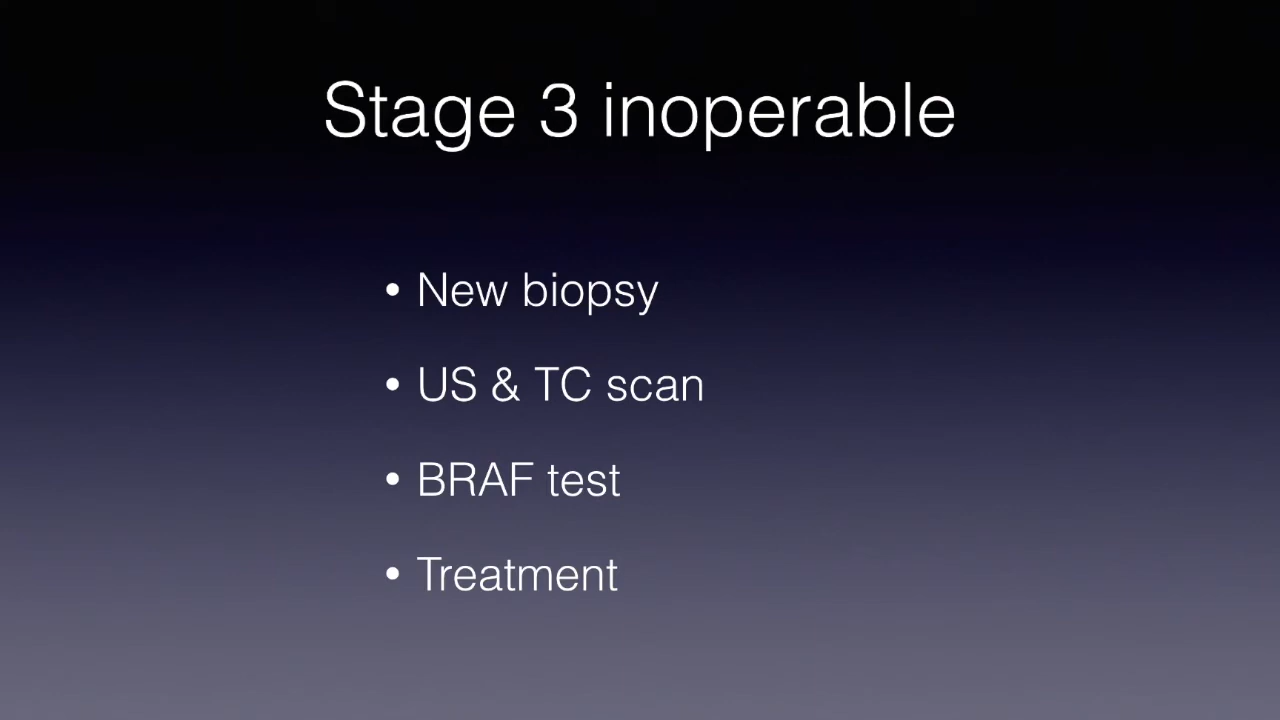 Stage 3 inoperable
• New biopsy
• US & TC scan
• BRAF test
• Treatment